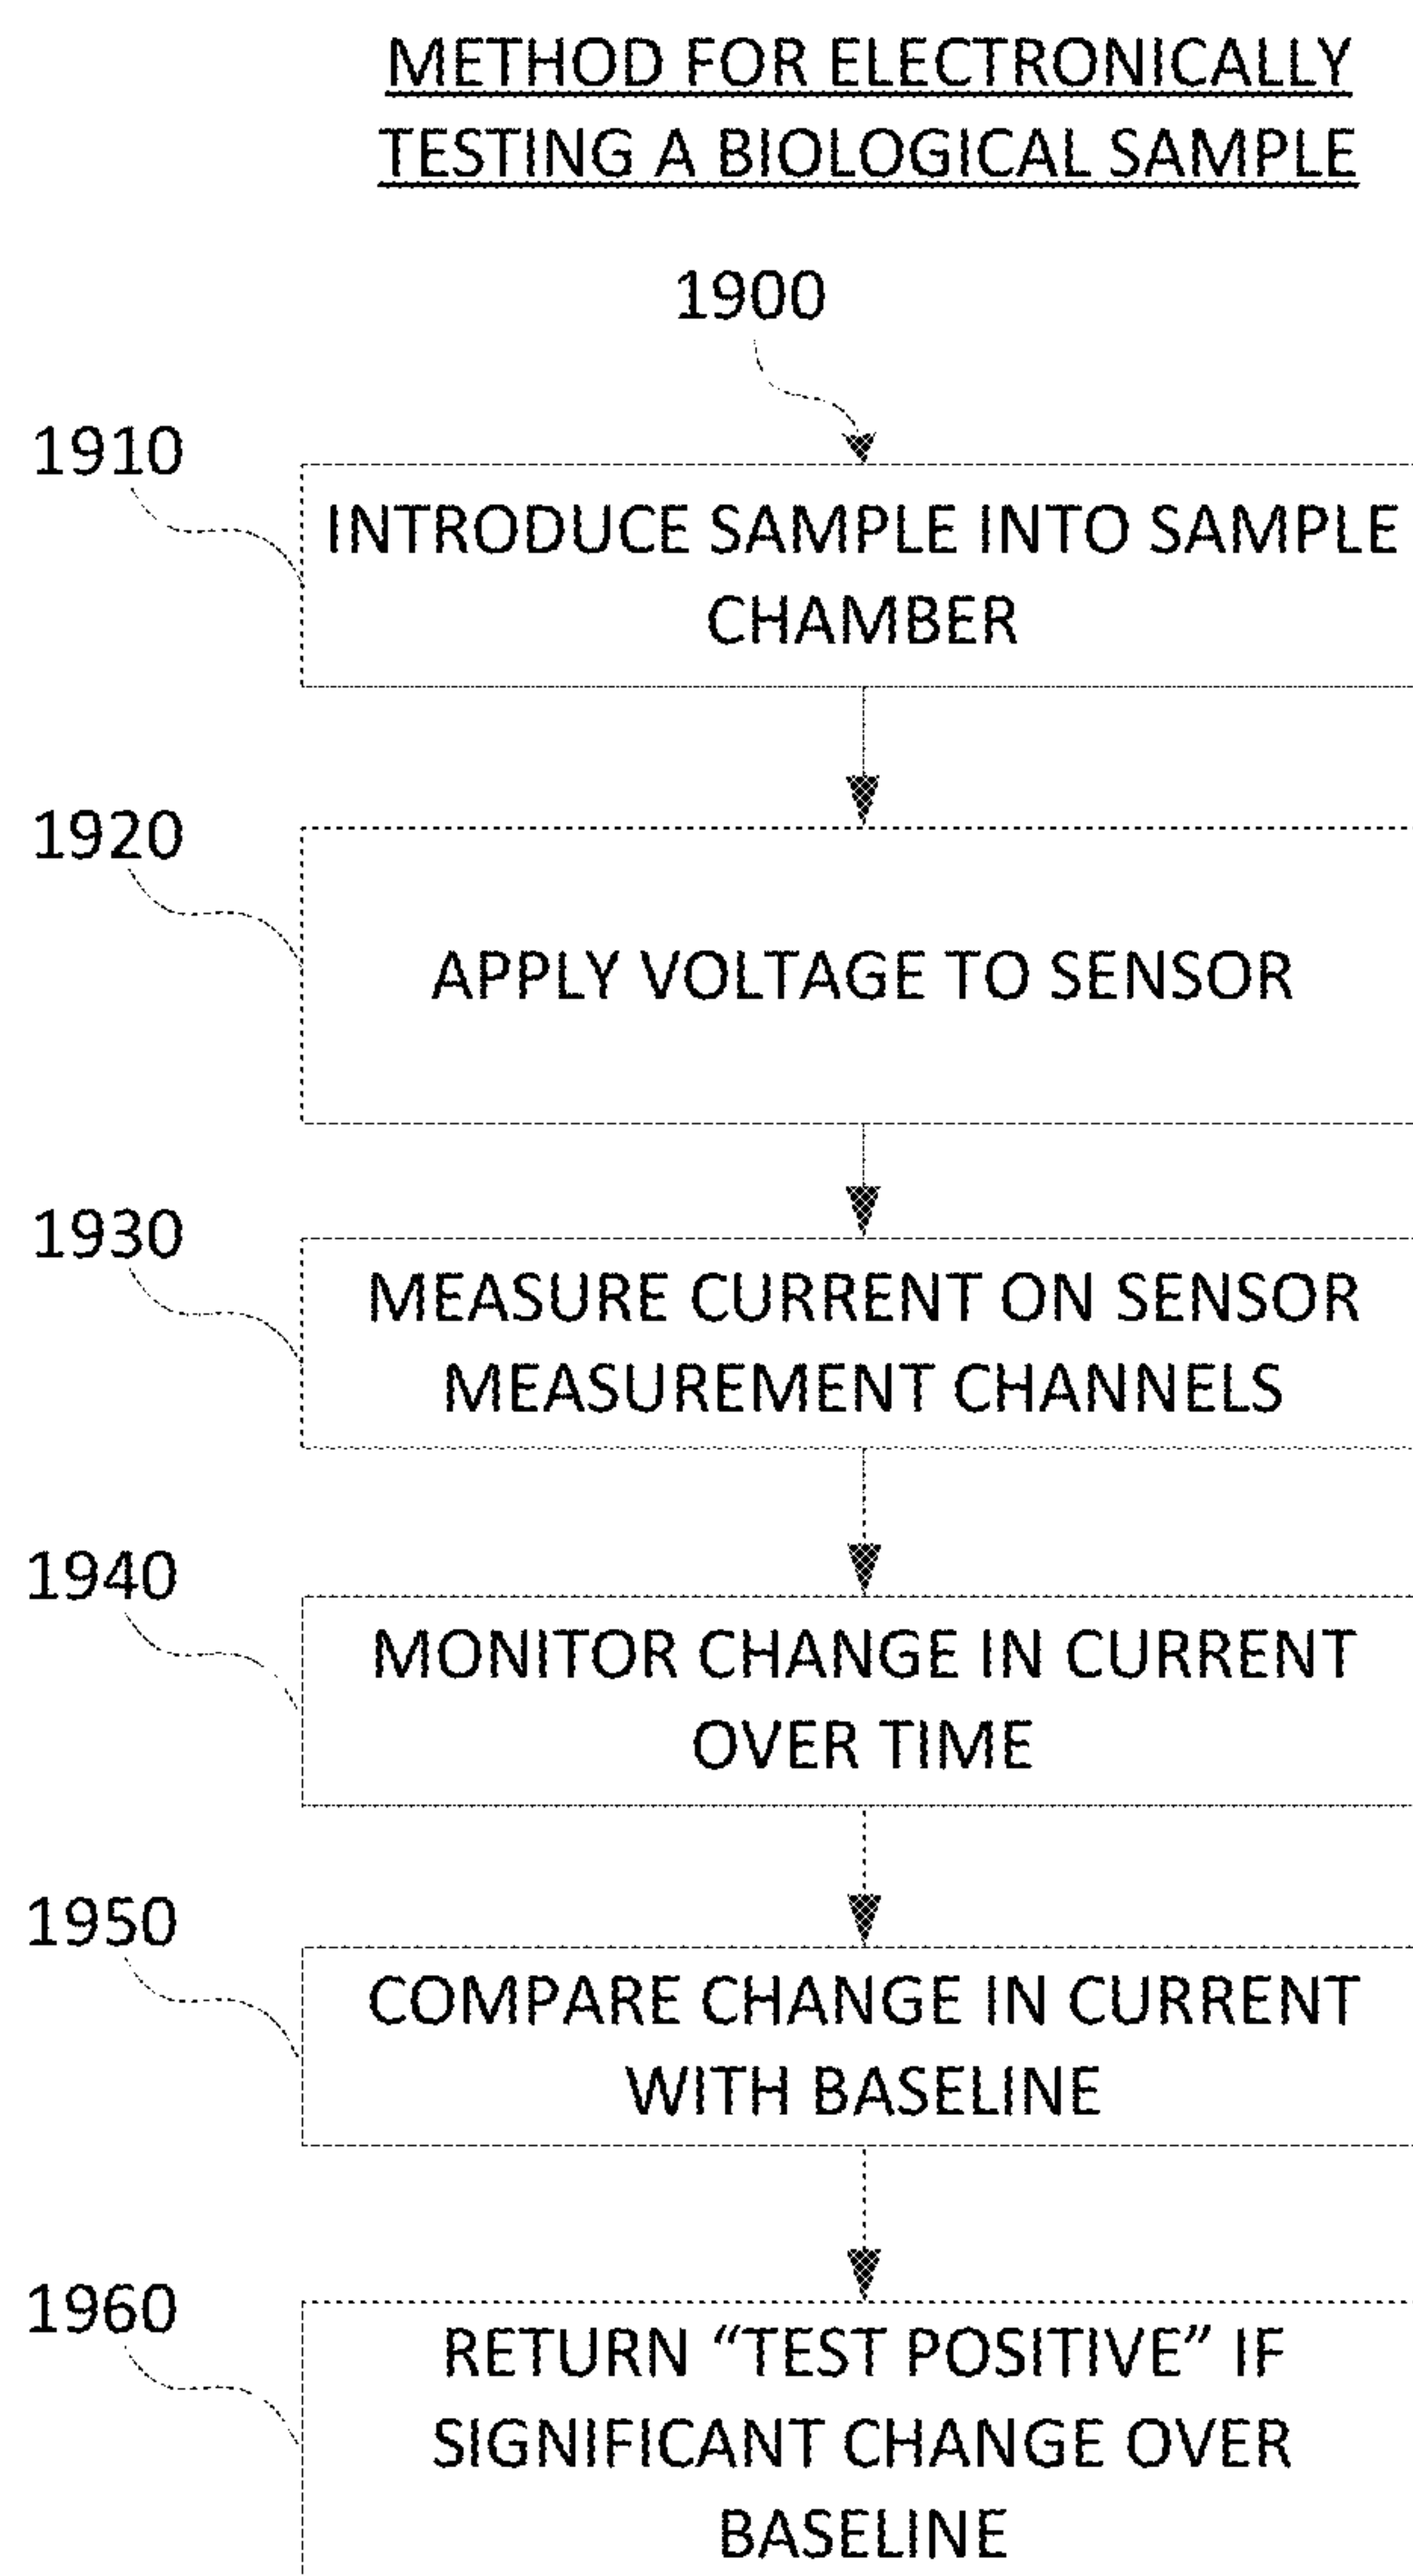 METHOD FOR ELECTRONICALLY
TESTING A BIOLOGICAL SAMPLE
1900
1910
INTRODUCE SAMPLE INTO SAMPLE
CHAMBER
1920
APPLY VOLTAGE TO SENSOR
1930
MEASURE CURRENT ON SENSOR
MEASUREMENT CHANNELS
1940
MONITOR CHANGE IN CURRENT
OVER TIME
1950
COMPARE CHANGE IN CURRENT
WITH BASELINE
1960
RETURN “TEST POSITIVE” IF
SIGNIFICANT CHANGE OVER
BASELINE